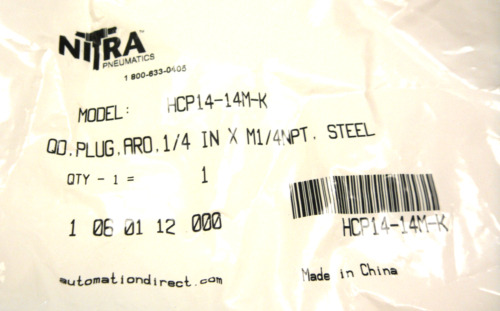 NITRA™
PNEUMATICS
1 800-633-0405
MODEL: HCP14-14M-K
QD.PLUG.ARO.1/4 IN X M1/4NPT. STEEL
QTY - 1 = 1
1 06 01 12 000
HCP14-14M-K
automationdirect.com
Made in China